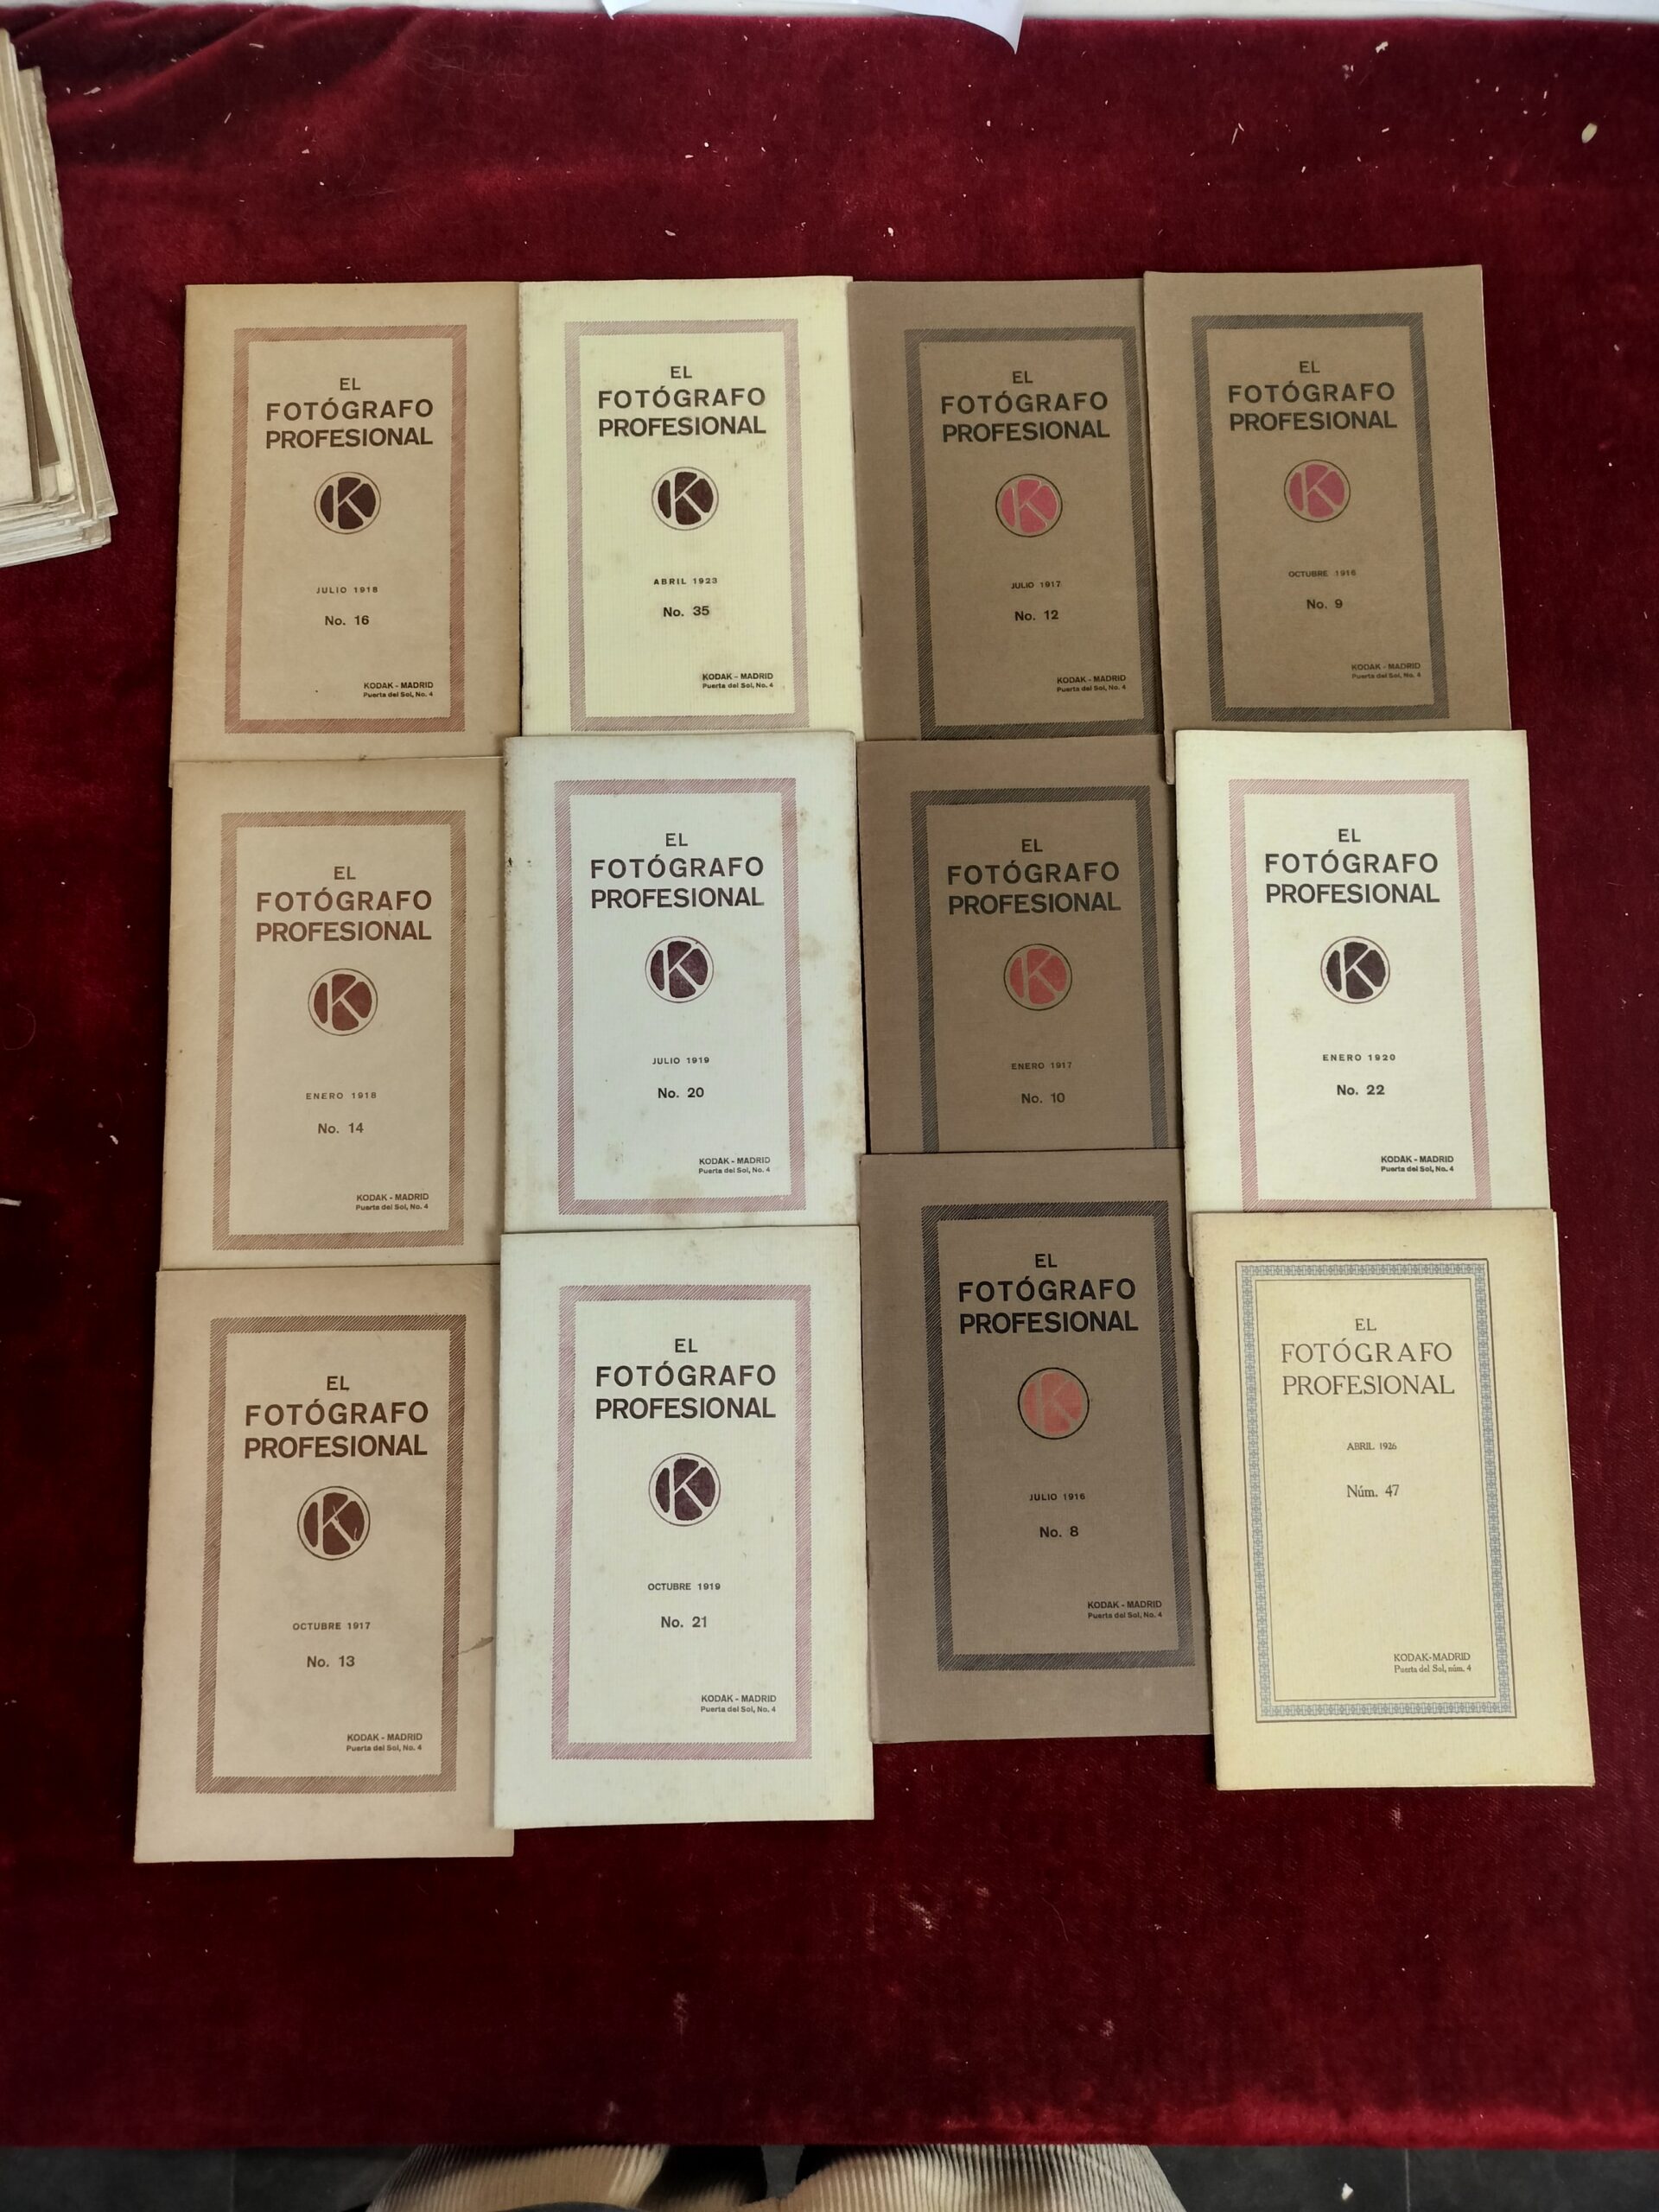 EL
FOTÓGRAFO
PROFESIONAL
K
JULIO 1918
No. 16
KODAK - MADRID
Puerta del Sol, No. 4
EL
FOTÓGRAFO
PROFESIONAL
K
ABRIL 1923
No. 35
KODAK - MADRID
Puerta del Sol, No. 4
EL
FOTÓGRAFO
PROFESIONAL
K
JULIO 1917
No. 12
KODAK - MADRID
Puerta del Sol, No. 4
EL
FOTÓGRAFO
PROFESIONAL
K
OCTUBRE 1916
No. 9
KODAK - MADRID
Puerta del Sol, No. 4
EL
FOTÓGRAFO
PROFESIONAL
K
ENERO 1918
No. 14
KODAK - MADRID
Puerta del Sol, No. 4
EL
FOTÓGRAFO
PROFESIONAL
K
JULIO 1919
No. 20
KODAK - MADRID
Puerta del Sol, No. 4
EL
FOTÓGRAFO
PROFESIONAL
K
ENERO 1917
No. 10
EL
FOTÓGRAFO
PROFESIONAL
K
ENERO 1920
No. 22
KODAK - MADRID
Puerta del Sol, No. 4
EL
FOTÓGRAFO
PROFESIONAL
K
OCTUBRE 1917
No. 13
KODAK - MADRID
Puerta del Sol, No. 4
EL
FOTÓGRAFO
PROFESIONAL
K
OCTUBRE 1919
No. 21
KODAK - MADRID
Puerta del Sol, No. 4
EL
FOTÓGRAFO
PROFESIONAL
K
JULIO 1916
No. 8
KODAK - MADRID
Puerta del Sol, No. 4
EL
FOTÓGRAFO
PROFESIONAL
ABRIL 1926
Núm. 47
KODAK-MADRID
Puerta del Sol, núm. 4